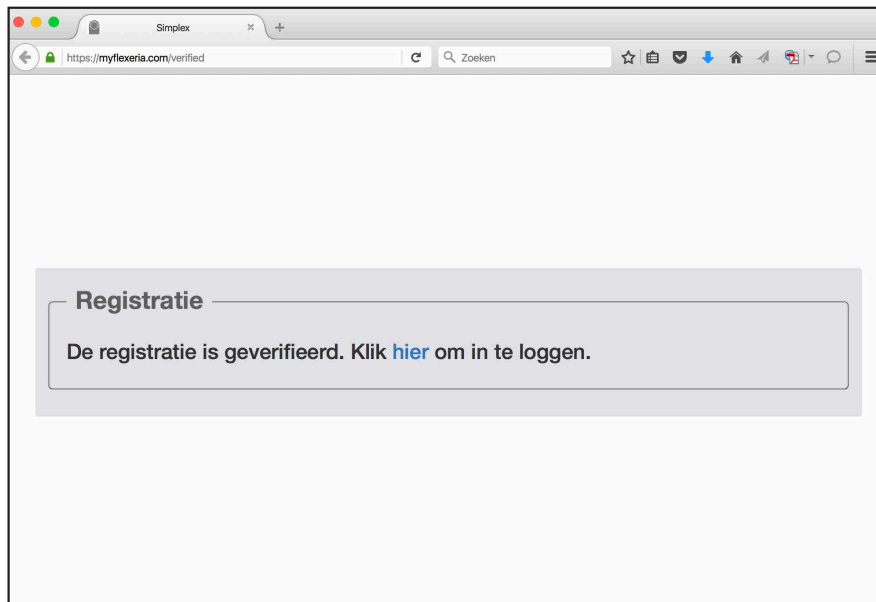 Simplex
https://myflexeria.com/verified
Zoeken
Registratie
De registratie is geverifieerd. Klik hier om in te loggen.